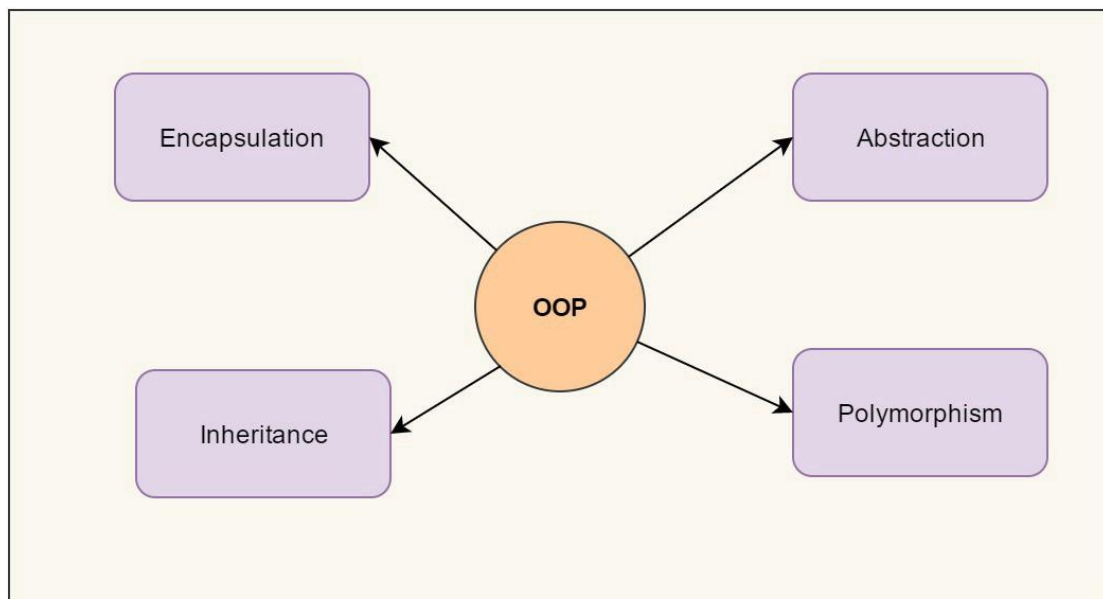 Encapsulation
Abstraction
OOP
Inheritance
Polymorphism